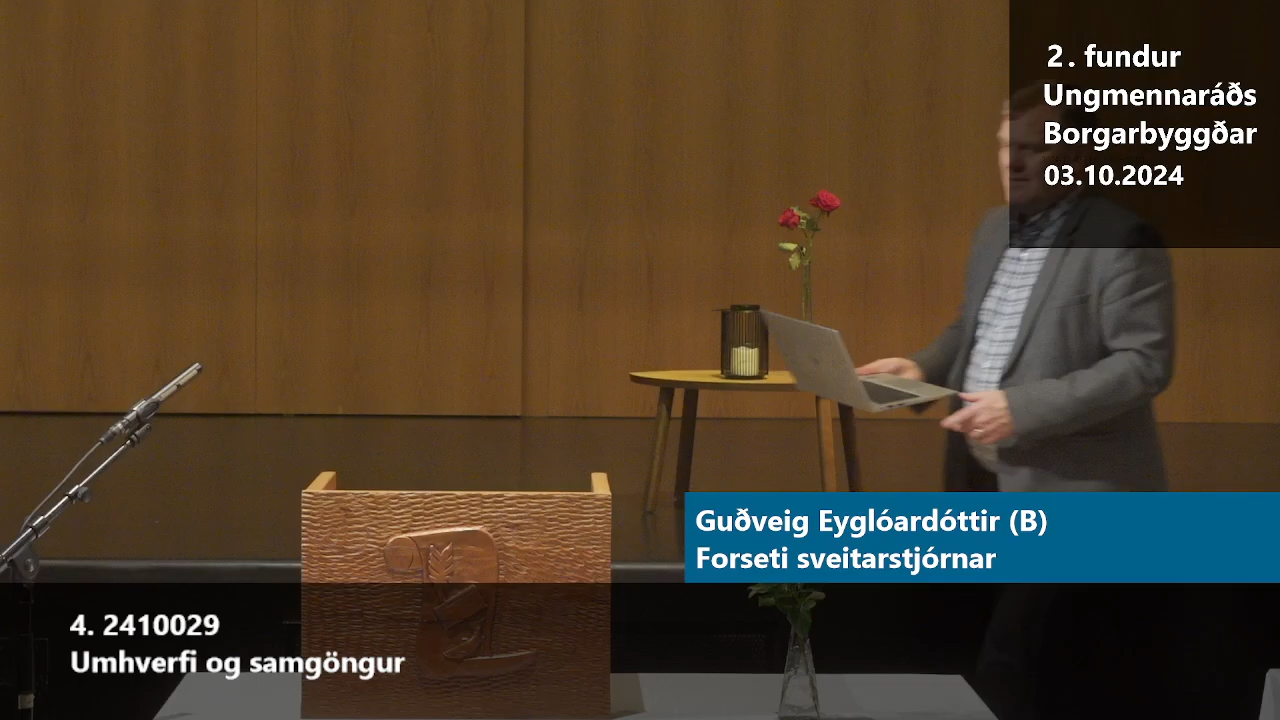 2. fundur
Ungmennaráðs
Borgarbyggðar
03.10.2024
Guðveig Eyglóardóttir (B)
Forseti sveitarstjórnar
4. 2410029
Umhverfi og samgöngur